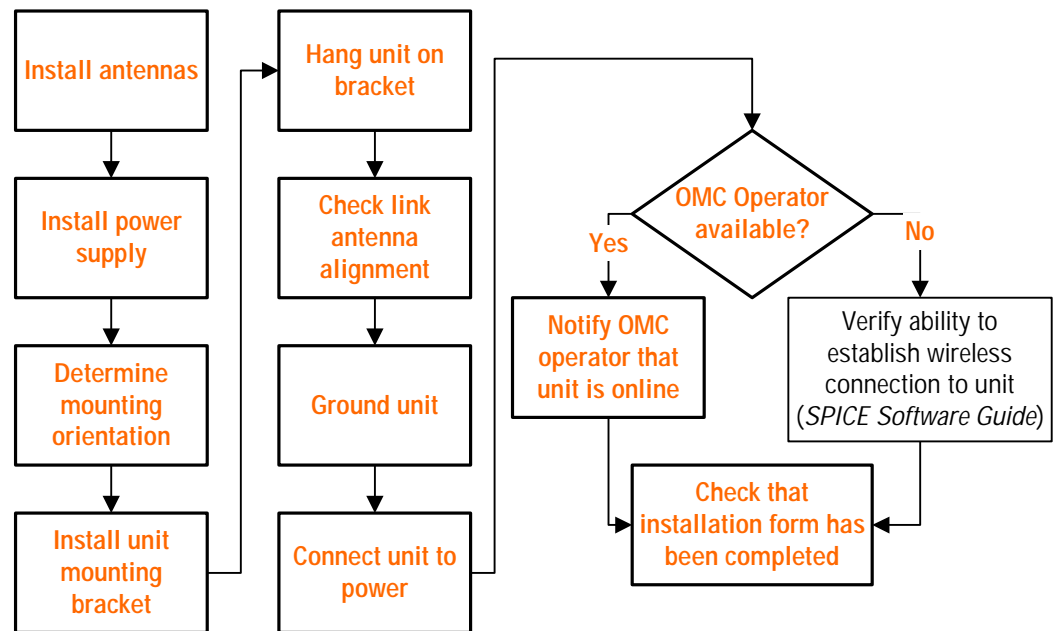 Install antennas
Install power
supply
Determine
mounting
orientation
Install unit
mounting
bracket
Hang unit on
bracket
Check link
antenna
alignment
Ground unit
Connect unit to
power
OMC Operator
available?
Yes
No
Notify OMC
operator that
unit is online
Verify ability to
establish wireless
connection to unit
(SPICE Software Guide)
Check that
installation form has
been completed